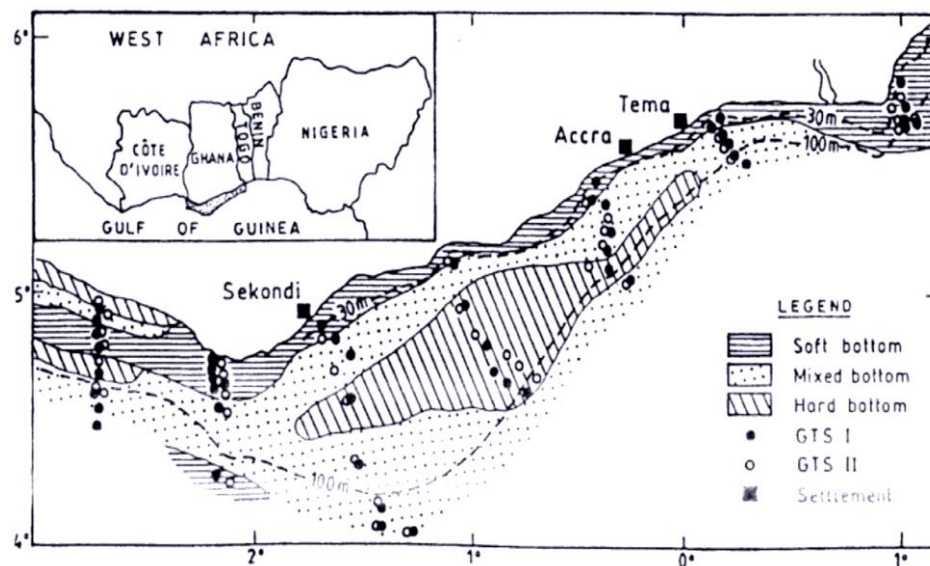 6°
WEST AFRICA
CÔTE
D'IVOIRE
GHANA
TOGO
BENIN
NIGERIA
GULF OF GUINEA
Tema
Accra
30m
100m
5°
Sekondi
30m
LEGEND
Soft bottom
Mixed bottom
Hard bottom
GTS I
GTS II
Settlement
100m
4°
2°
1°
0°
1°